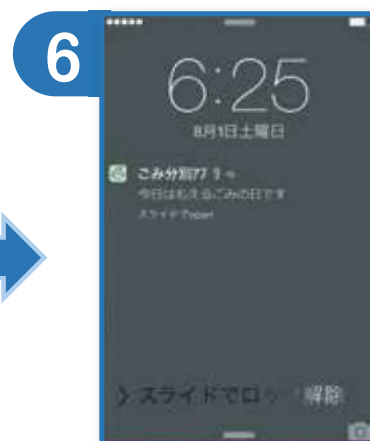 6
6:25
8月1日土曜日
ごみ分別アプリ 今
今日はもえるごみの日です
スライドでopen
スライドでロック解除